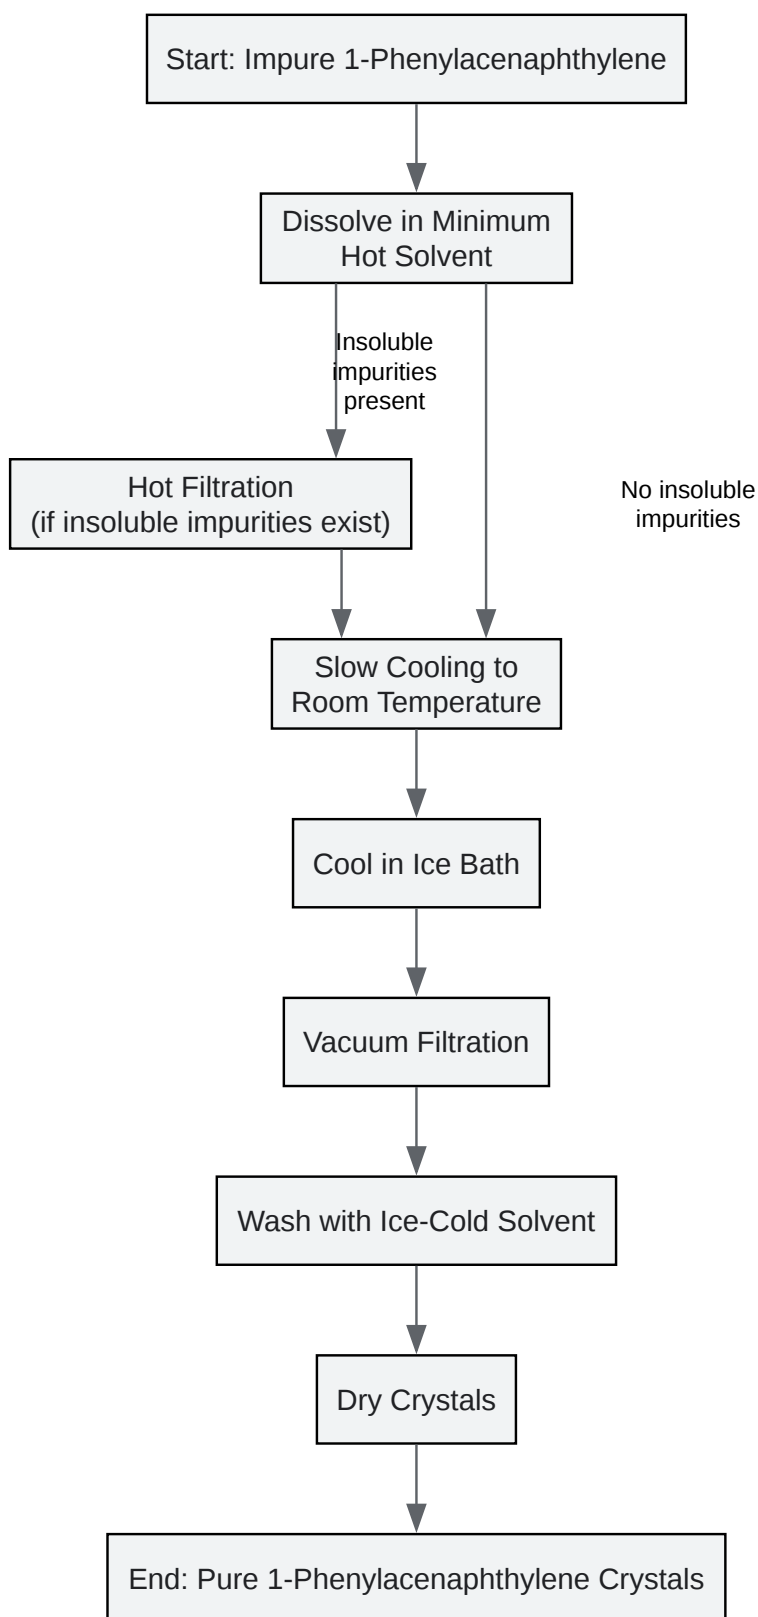 Start: Impure 1-Phenylacenaphthylene
Dissolve in Minimum
Hot Solvent
Insoluble
impurities
present
Hot Filtration
(if insoluble impurities exist)
No insoluble
impurities
Slow Cooling to
Room Temperature
Cool in Ice Bath
Vacuum Filtration
Wash with Ice-Cold Solvent
Dry Crystals
End: Pure 1-Phenylacenaphthylene Crystals